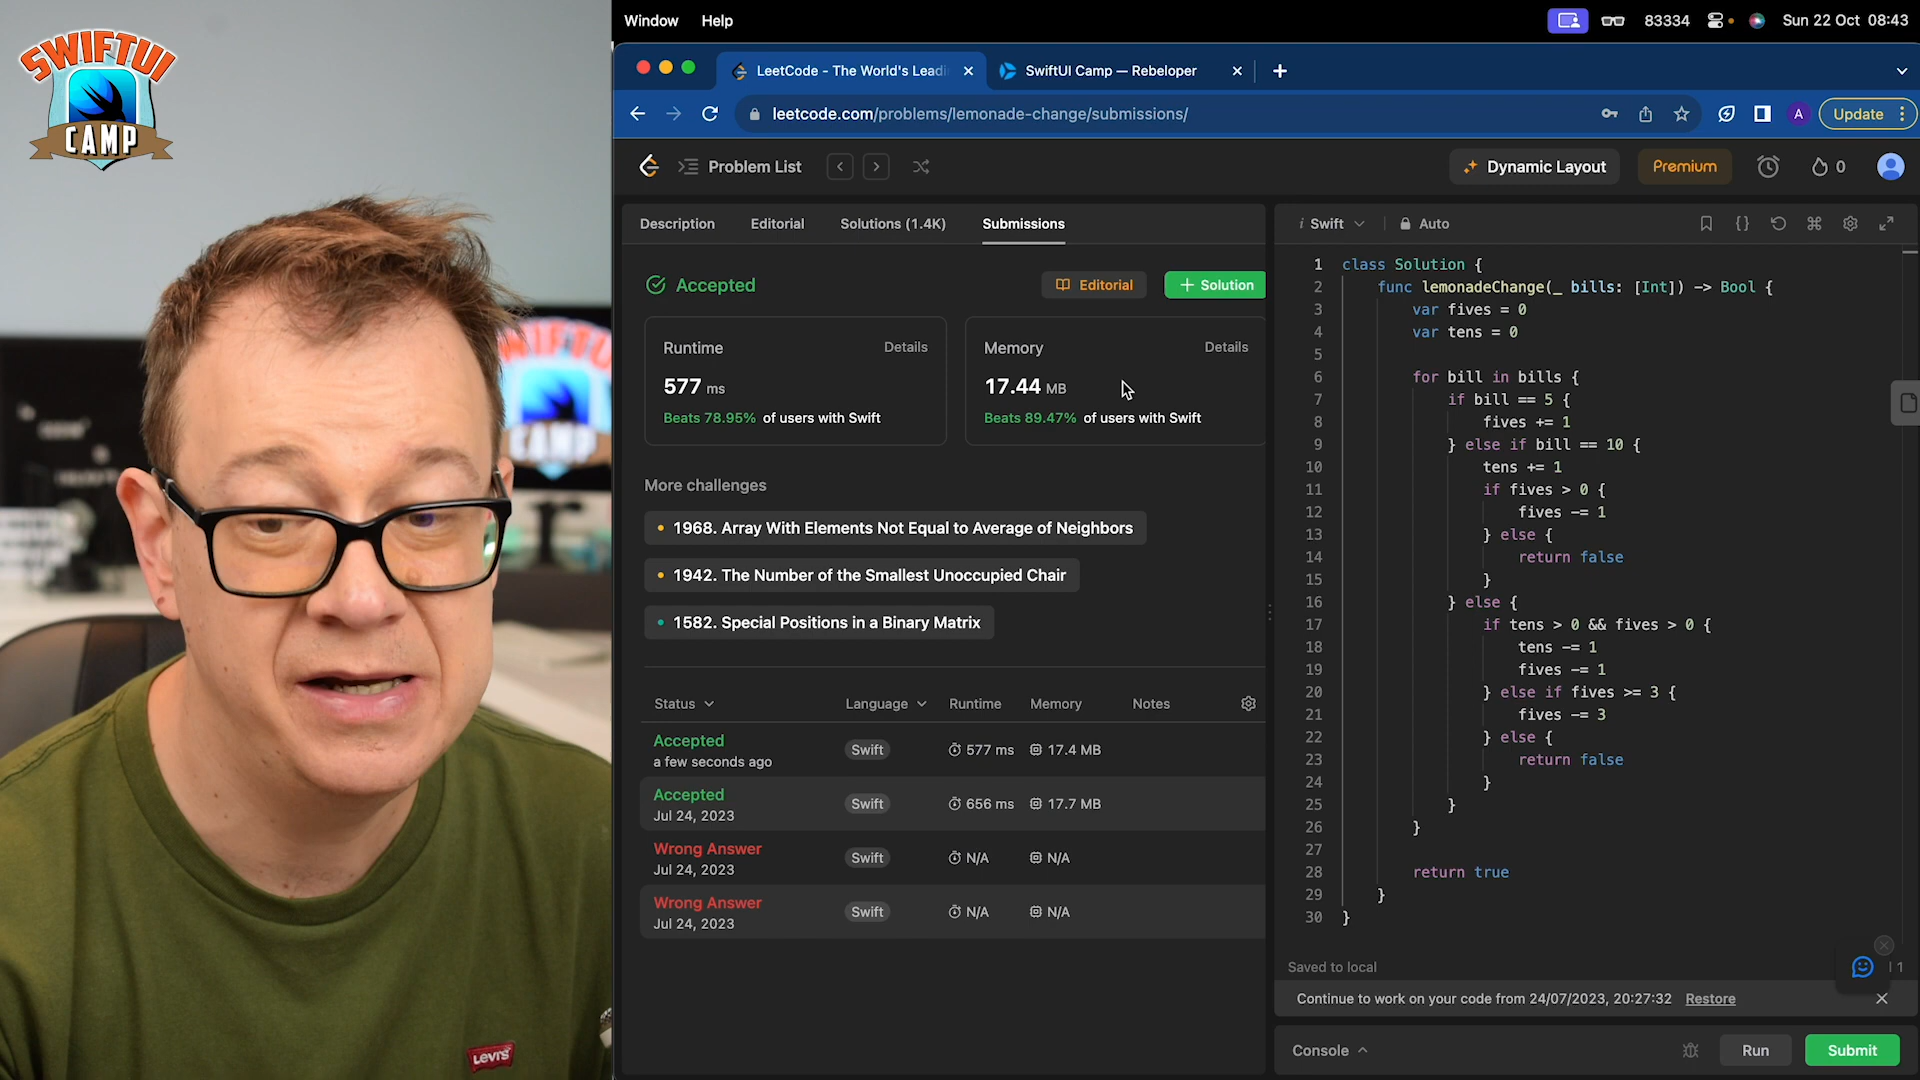 SWIFTUI
CAMP
SWIFTU
CAMP
Levi's
Window Help
83334 Sun 22 Oct 08:43
LeetCode - The World's Leadi
SwiftUI Camp — Rebeloper
leetcode.com/problems/lemonade-change/submissions/
A Update
Problem List
Dynamic Layout Premium 0
Description Editorial Solutions (1.4K) Submissions
Accepted
Editorial + Solution
Runtime Details
577 ms
Beats 78.95% of users with Swift
Memory Details
17.44 MB
Beats 89.47% of users with Swift
More challenges
1968. Array With Elements Not Equal to Average of Neighbors
1942. The Number of the Smallest Unoccupied Chair
1582. Special Positions in a Binary Matrix
Status Language Runtime Memory Notes
Accepted Swift 577 ms 17.4 MB
a few seconds ago
Accepted Swift 656 ms 17.7 MB
Jul 24, 2023
Wrong Answer Swift N/A N/A
Jul 24, 2023
Wrong Answer Swift N/A N/A
Jul 24, 2023
i Swift Auto
1 class Solution {
2 func lemonadeChange(_ bills: [Int]) -> Bool {
3 var fives = 0
4 var tens = 0
5
6 for bill in bills {
7 if bill == 5 {
8 fives += 1
9 } else if bill == 10 {
10 tens += 1
11 if fives > 0 {
12 fives -= 1
13 } else {
14 return false
15 }
16 } else {
17 if tens > 0 && fives > 0 {
18 tens -= 1
19 fives -= 1
20 } else if fives >= 3 {
21 fives -= 3
22 } else {
23 return false
24 }
25 }
26 }
27
28 return true
29 }
30 }
Saved to local
l 1
Continue to work on your code from 24/07/2023, 20:27:32 Restore
Console Run Submit